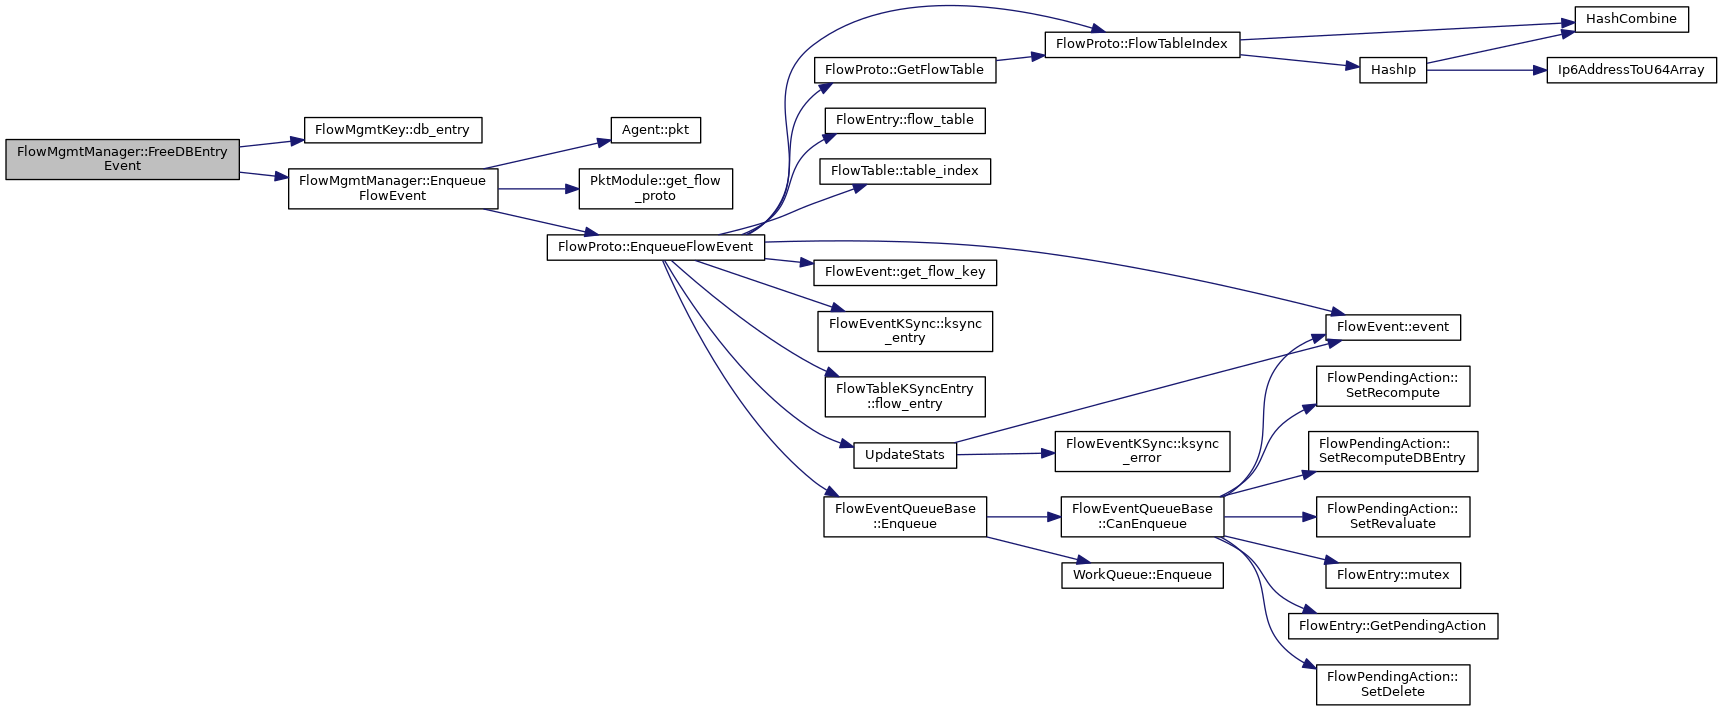 FlowMgmtManager::FreeDBEntry
Event
FlowMgmtKey::db_entry
FlowMgmtManager::Enqueue
FlowEvent
Agent::pkt
PktModule::get_flow
_proto
FlowProto::EnqueueFlowEvent
FlowProto::GetFlowTable
FlowEntry::flow_table
FlowTable::table_index
FlowEvent::get_flow_key
FlowEventKSync::ksync
_entry
FlowTableKSyncEntry
::flow_entry
UpdateStats
FlowEventQueueBase
::Enqueue
FlowProto::FlowTableIndex
FlowEventKSync::ksync
_error
FlowEventQueueBase
::CanEnqueue
WorkQueue::Enqueue
HashIp
HashCombine
Ip6AddressToU64Array
FlowEvent::event
FlowPendingAction::
SetRecompute
FlowPendingAction::
SetRecomputeDBEntry
FlowPendingAction::
SetRevaluate
FlowEntry::mutex
FlowEntry::GetPendingAction
FlowPendingAction::
SetDelete